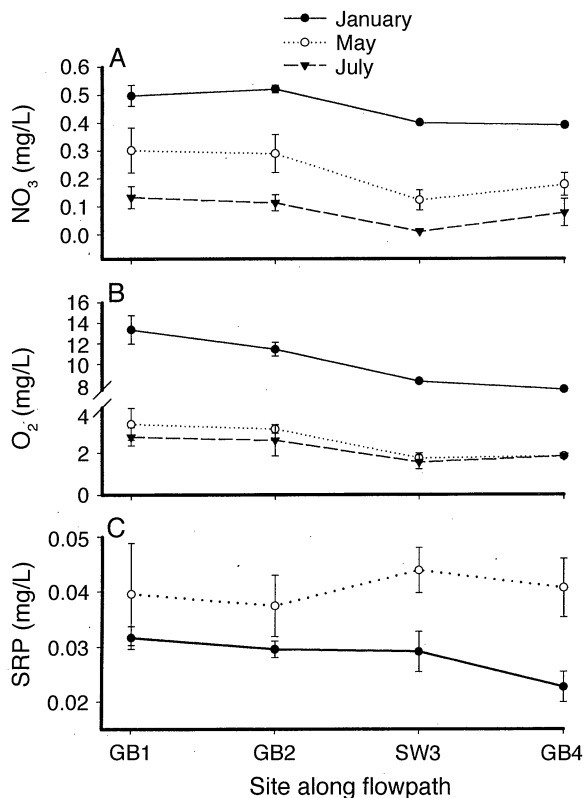 January
May
July
A
0.6
0.5
0.4
0.3
0.2
0.1
0.0
NO3 (mg/L)
B
16
14
12
10
8
4
2
0
O2 (mg/L)
C
0.05
0.04
0.03
0.02
SRP (mg/L)
GB1 GB2 SW3 GB4
Site along flowpath